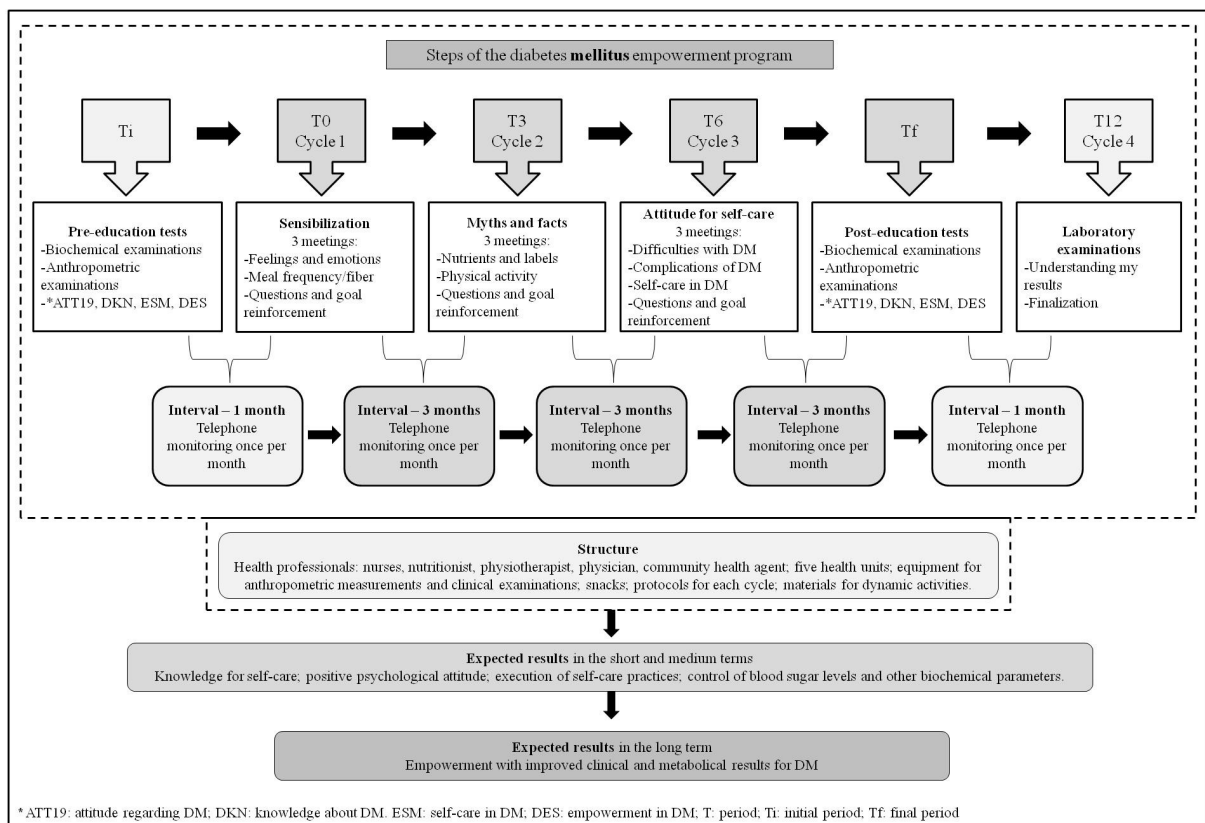 Steps of the diabetes mellitus empowerment program
Ti
T0
Cycle 1
T3
Cycle 2
T6
Cycle 3
Tf
T12
Cycle 4
Pre-education tests
-Biochemical examinations
-Anthropometric
examinations
-*ATT19, DKN, ESM, DES
Sensibilization
3 meetings:
-Feelings and emotions
-Meal frequency/fiber
-Questions and goal
reinforcement
Myths and facts
3 meetings:
-Nutrients and labels
-Physical activity
-Questions and goal
reinforcement
Attitude for self-care
3 meetings:
-Difficulties with DM
-Complications of DM
-Self-care in DM
-Questions and goal
reinforcement
Post-education tests
-Biochemical examinations
-Anthropometric
examinations
-*ATT19, DKN, ESM, DES
Laboratory
examinations
-Understanding my
results
-Finalization
Interval – 1 month
Telephone
monitoring once per
month
Interval – 3 months
Telephone
monitoring once per
month
Interval – 3 months
Telephone
monitoring once per
month
Interval – 3 months
Telephone
monitoring once per
month
Interval – 1 month
Telephone
monitoring once per
month
Structure
Health professionals: nurses, nutritionist, physiotherapist, physician, community health agent; five health units; equipment for
anthropometric measurements and clinical examinations; snacks; protocols for each cycle; materials for dynamic activities.
Expected results in the short and medium terms
Knowledge for self-care; positive psychological attitude; execution of self-care practices; control of blood sugar levels and other biochemical parameters.
Expected results in the long term
Empowerment with improved clinical and metabolical results for DM
*ATT19: attitude regarding DM; DKN: knowledge about DM. ESM: self-care in DM; DES: empowerment in DM; T: period; Ti: initial period; Tf: final period